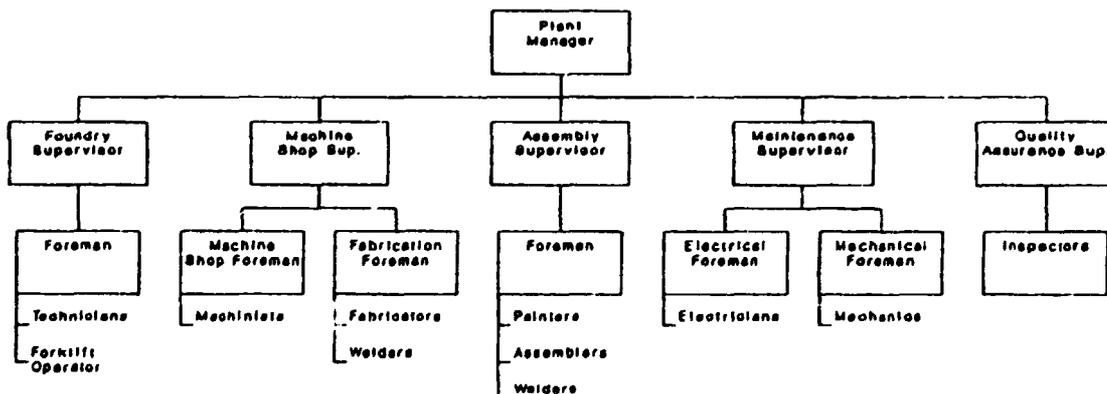 Plant
Manager
Foundry
Supervisor
Machine
Shop Sup.
Assembly
Supervisor
Maintenance
Supervisor
Quality
Assurance Sup.
Foreman
Machine
Shop Foreman
Fabrication
Foreman
Foremen
Electrical
Foreman
Mechanical
Foreman
Inspectors
Technicians
Forklift
Operator
Machinists
Fabricators
Welders
Painters
Assemblers
Welders
Electricians
Mechanics